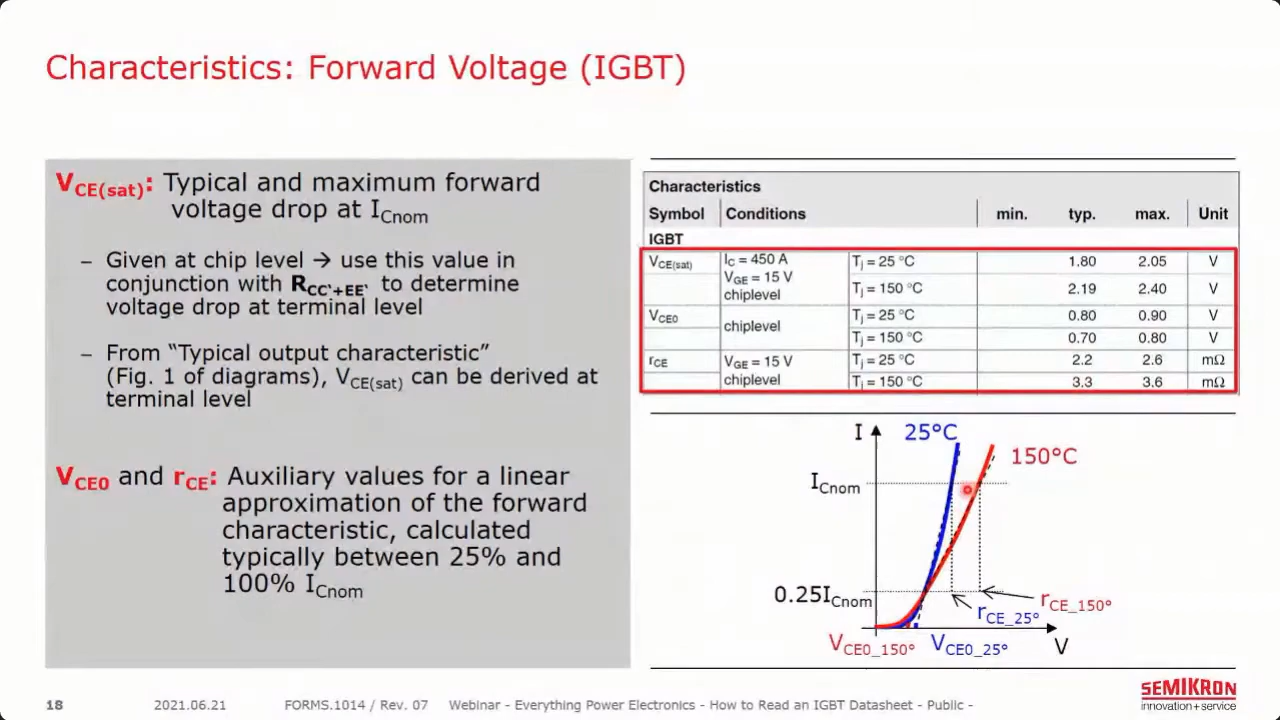 Characteristics: Forward Voltage (IGBT)
VCE(sat): Typical and maximum forward
voltage drop at ICnom
– Given at chip level → use this value in
conjunction with RCC‘+EE‘ to determine
voltage drop at terminal level
– From “Typical output characteristic”
(Fig. 1 of diagrams), VCE(sat) can be derived at
terminal level
VCE0 and rCE: Auxiliary values for a linear
approximation of the forward
characteristic, calculated
typically between 25% and
100% ICnom
Characteristics
Symbol Conditions min. typ. max. Unit
IGBT
VCE(sat) IC = 450 A Tj = 25 °C 1.80 2.05 V
VGE = 15 V
chiplevel Tj = 150 °C 2.19 2.40 V
VCE0 chiplevel Tj = 25 °C 0.80 0.90 V
Tj = 150 °C 0.70 0.80 V
rCE VGE = 15 V Tj = 25 °C 2.2 2.6 mΩ
chiplevel Tj = 150 °C 3.3 3.6 mΩ
I 25°C
150°C
ICnom
0.25ICnom
rCE_150°
rCE_25°
VCE0_150° VCE0_25° V
18 2021.06.21 FORMS.1014 / Rev. 07 Webinar - Everything Power Electronics - How to Read an IGBT Datasheet - Public -
SEMIKRON
innovation+service